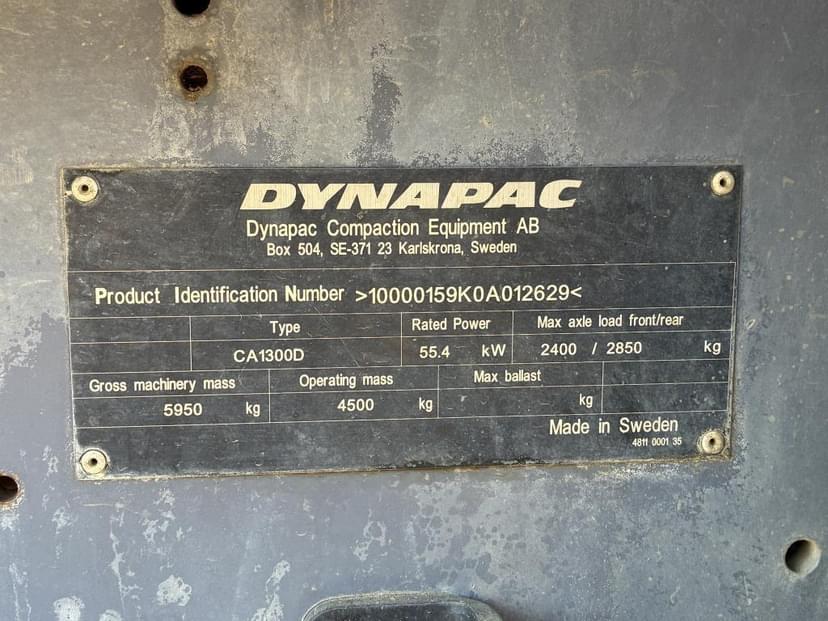 DYNAPAC
Dynapac Compaction Equipment AB
Box 504, SE-371 23 Karlskrona, Sweden
Product Identification Number >10000159K0A012629<
Type Rated Power Max axle load front/rear
CA1300D 55.4 kW 2400 / 2850 kg
Gross machinery mass Operating mass Max ballast
5950 kg 4500 kg kg
Made in Sweden
4811 0001 35